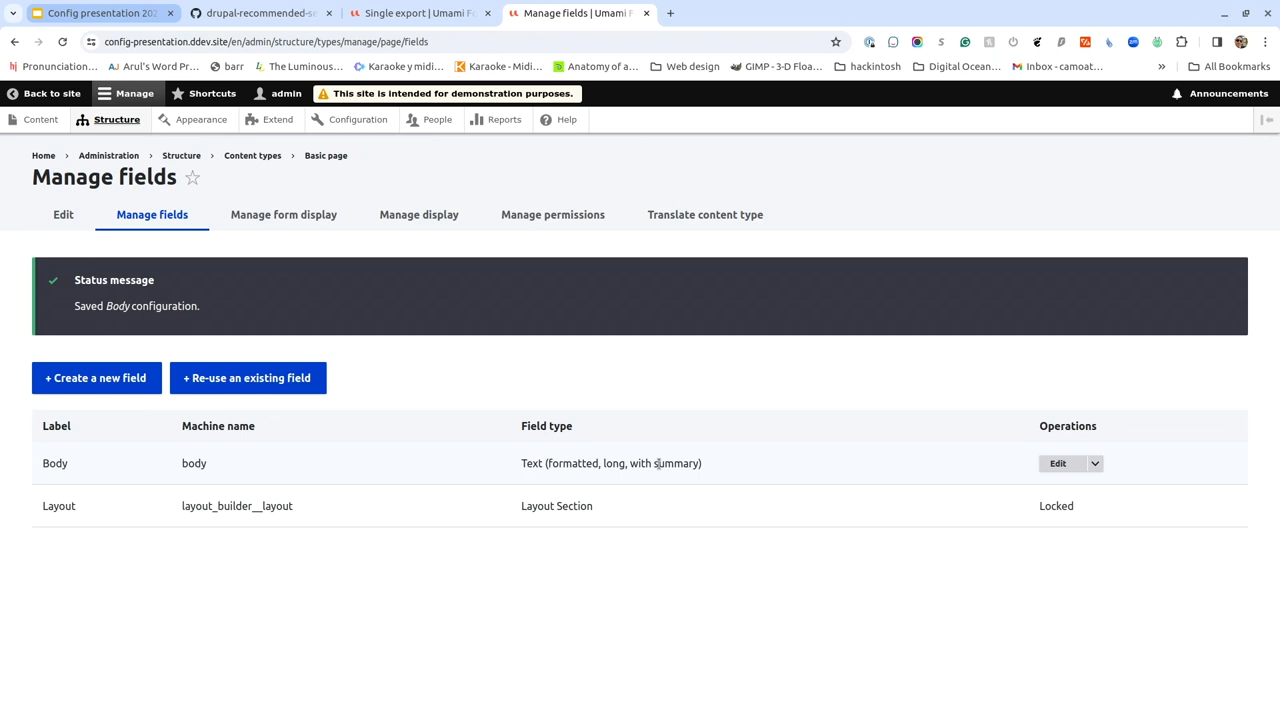 Config presentation 202
drupal-recommended-se
Single export | Umami F
Manage fields | Umami F
config-presentation.ddev.site/en/admin/structure/types/manage/page/fields
Pronunciation...
Arul's Word Pr...
barr
The Luminous...
Karaoke y midi...
Karaoke - Midi...
Anatomy of a...
Web design
GIMP - 3-D Floa...
hackintosh
Digital Ocean...
Inbox - camoat...
»
All Bookmarks
Back to site
Manage
Shortcuts
admin
This site is intended for demonstration purposes.
Announcements
Content
Structure
Appearance
Extend
Configuration
People
Reports
Help
Home › Administration › Structure › Content types › Basic page
Manage fields
Edit
Manage fields
Manage form display
Manage display
Manage permissions
Translate content type
Status message
Saved Body configuration.
+ Create a new field
+ Re-use an existing field
Label Machine name Field type Operations
Body body Text (formatted, long, with summary) Edit
Layout layout_builder__layout Layout Section Locked